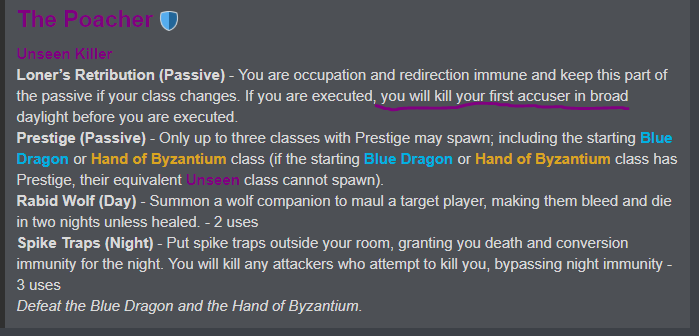 The Poacher
Unseen Killer
Loner's Retribution (Passive) - You are occupation and redirection immune and keep this part of
the passive if your class changes. If you are executed, you will kill your first accuser in broad
daylight before you are executed.
Prestige (Passive) - Only up to three classes with Prestige may spawn; including the starting Blue
Dragon or Hand of Byzantium class (if the starting Blue Dragon or Hand of Byzantium class has
Prestige, their equivalent Unseen class cannot spawn).
Rabid Wolf (Day) - Summon a wolf companion to maul a target player, making them bleed and die
in two nights unless healed. - 2 uses
Spike Traps (Night) - Put spike traps outside your room, granting you death and conversion
immunity for the night. You will kill any attackers who attempt to kill you, bypassing night immunity -
3 uses
Defeat the Blue Dragon and the Hand of Byzantium.